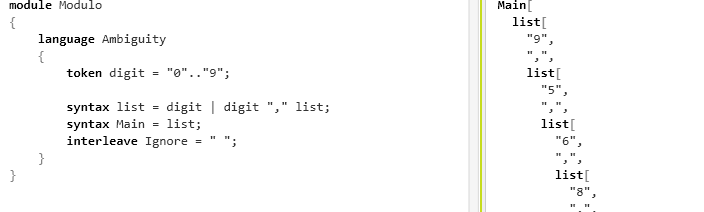 module Modulo
{
    language Ambiguity
    {
        token digit = "0".."9";

        syntax list = digit | digit "," list;
        syntax Main = list;
        interleave Ignore = " ";
    }
}
Main[
  list[
    "9",
    ",",
    list[
      "5",
      ",",
      list[
        "6",
        ",",
        list[
          "8",
          ",",